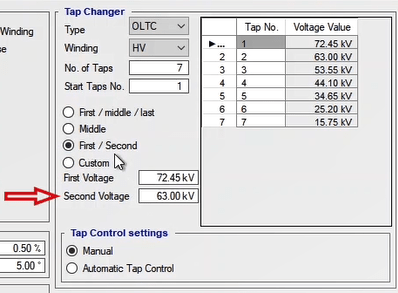 Winding
se
0.50 %
5.00 °
Tap Changer
Type OLTC
Winding HV
No. of Taps 7
Start Taps No. 1
First / middle / last
Middle
First / Second
Custom
First Voltage 72.45 kV
Second Voltage 63.00 kV
Tap No. Voltage Value
... 1 72.45 kV
2 2 63.00 kV
3 3 53.55 kV
4 4 44.10 kV
5 5 34.65 kV
6 6 25.20 kV
7 7 15.75 kV
Tap Control settings
Manual
Automatic Tap Control